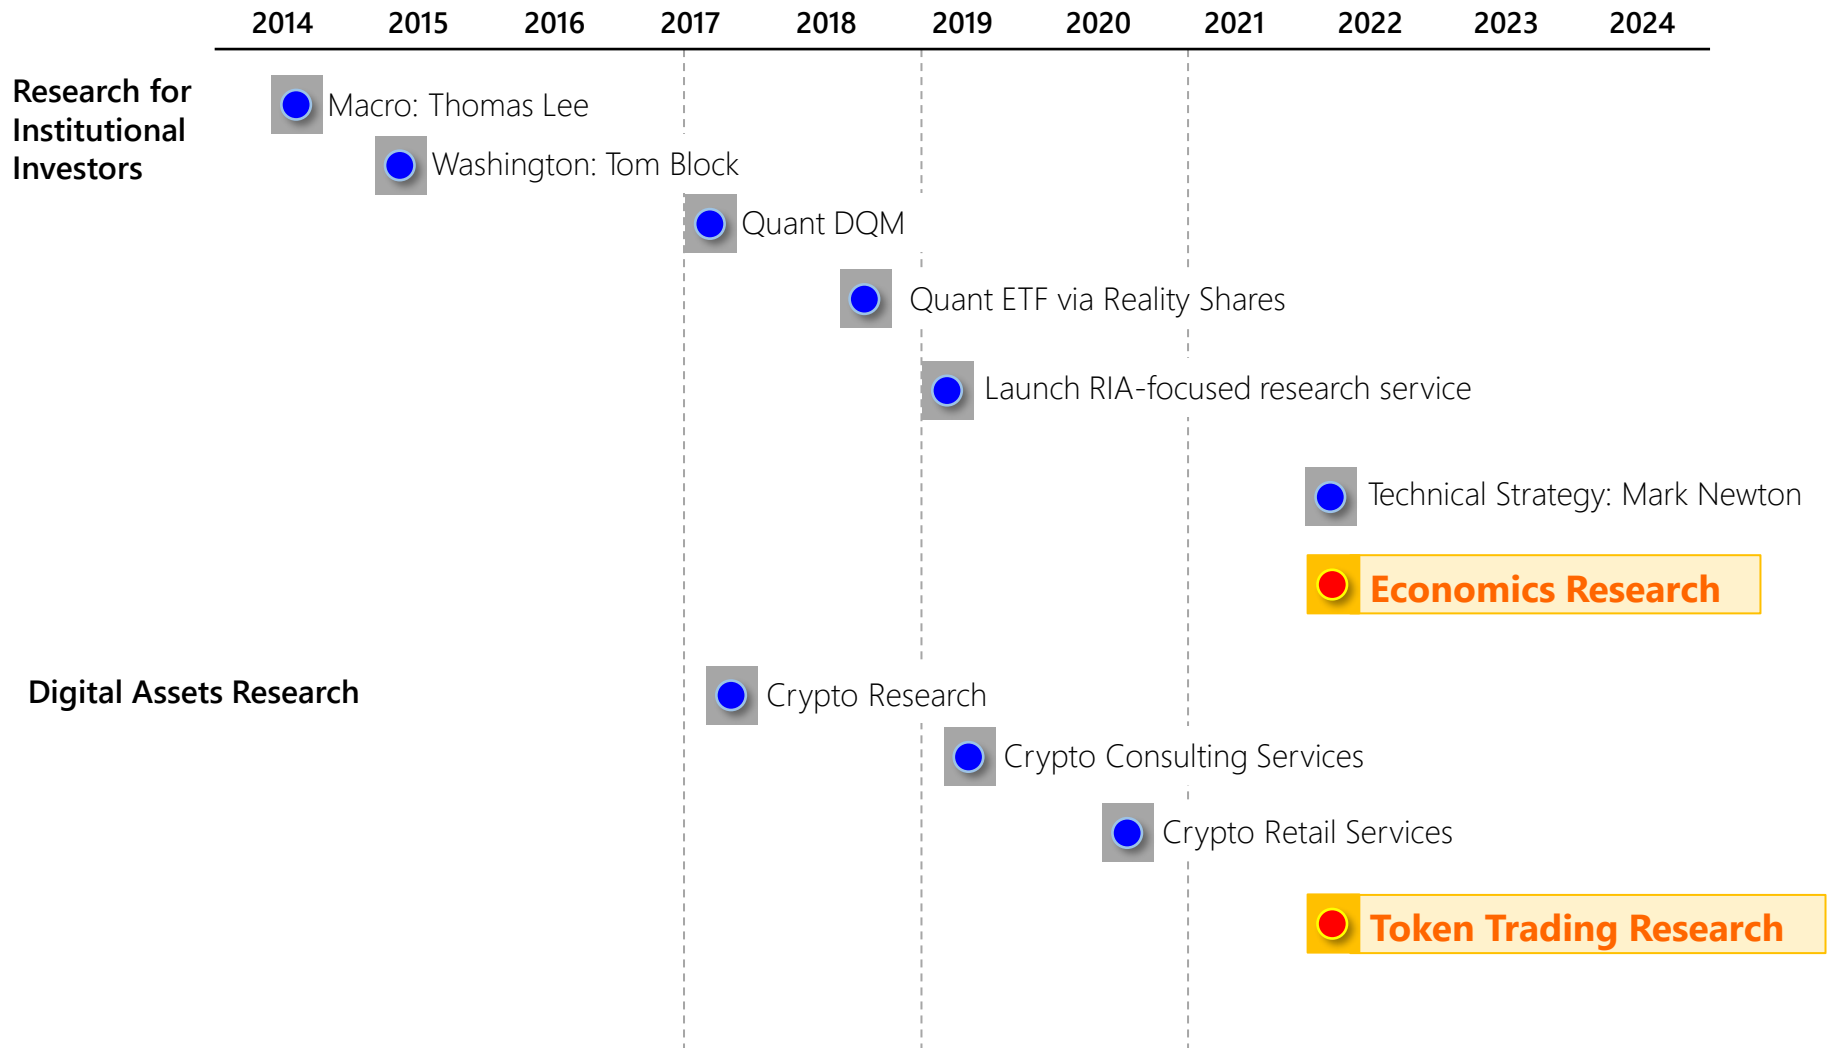 2014 2015 2016 2017 2018 2019 2020 2021 2022 2023 2024
Research for
Institutional
Investors
Macro: Thomas Lee
Washington: Tom Block
Quant DQM
Quant ETF via Reality Shares
Launch RIA-focused research service
Technical Strategy: Mark Newton
Economics Research
Digital Assets Research
Crypto Research
Crypto Consulting Services
Crypto Retail Services
Token Trading Research